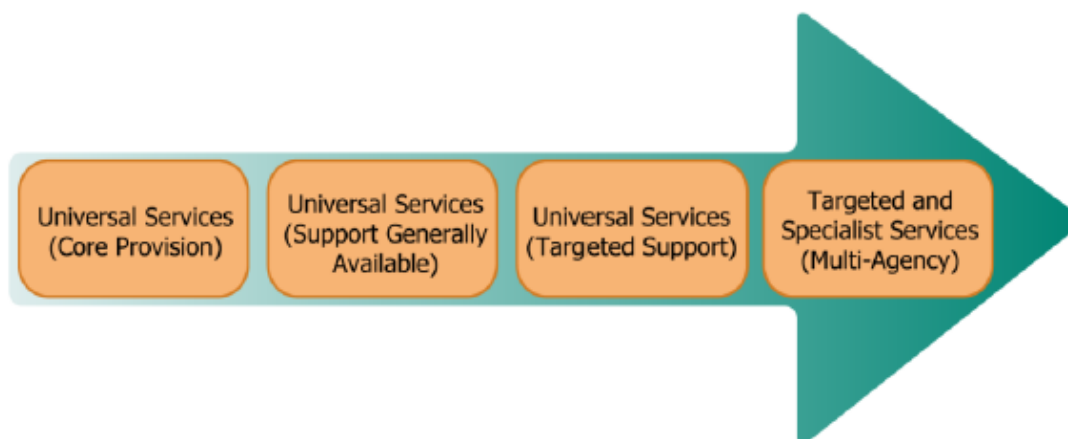 Universal Services
(Core Provision)
Universal Services
(Support Generally
Available)
Universal Services
(Targeted Support)
Targeted and
Specialist Services
(Multi-Agency)